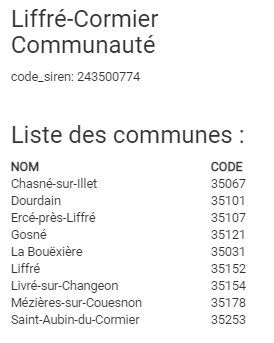 Liffré-Cormier
Communauté
code_siren: 243500774
Liste des communes :
NOM CODE
Chasné-sur-Illet 35067
Dourdain 35101
Ercé-près-Liffré 35107
Gosné 35121
La Bouëxière 35031
Liffré 35152
Livré-sur-Changeon 35154
Mézières-sur-Couesnon 35178
Saint-Aubin-du-Cormier 35253